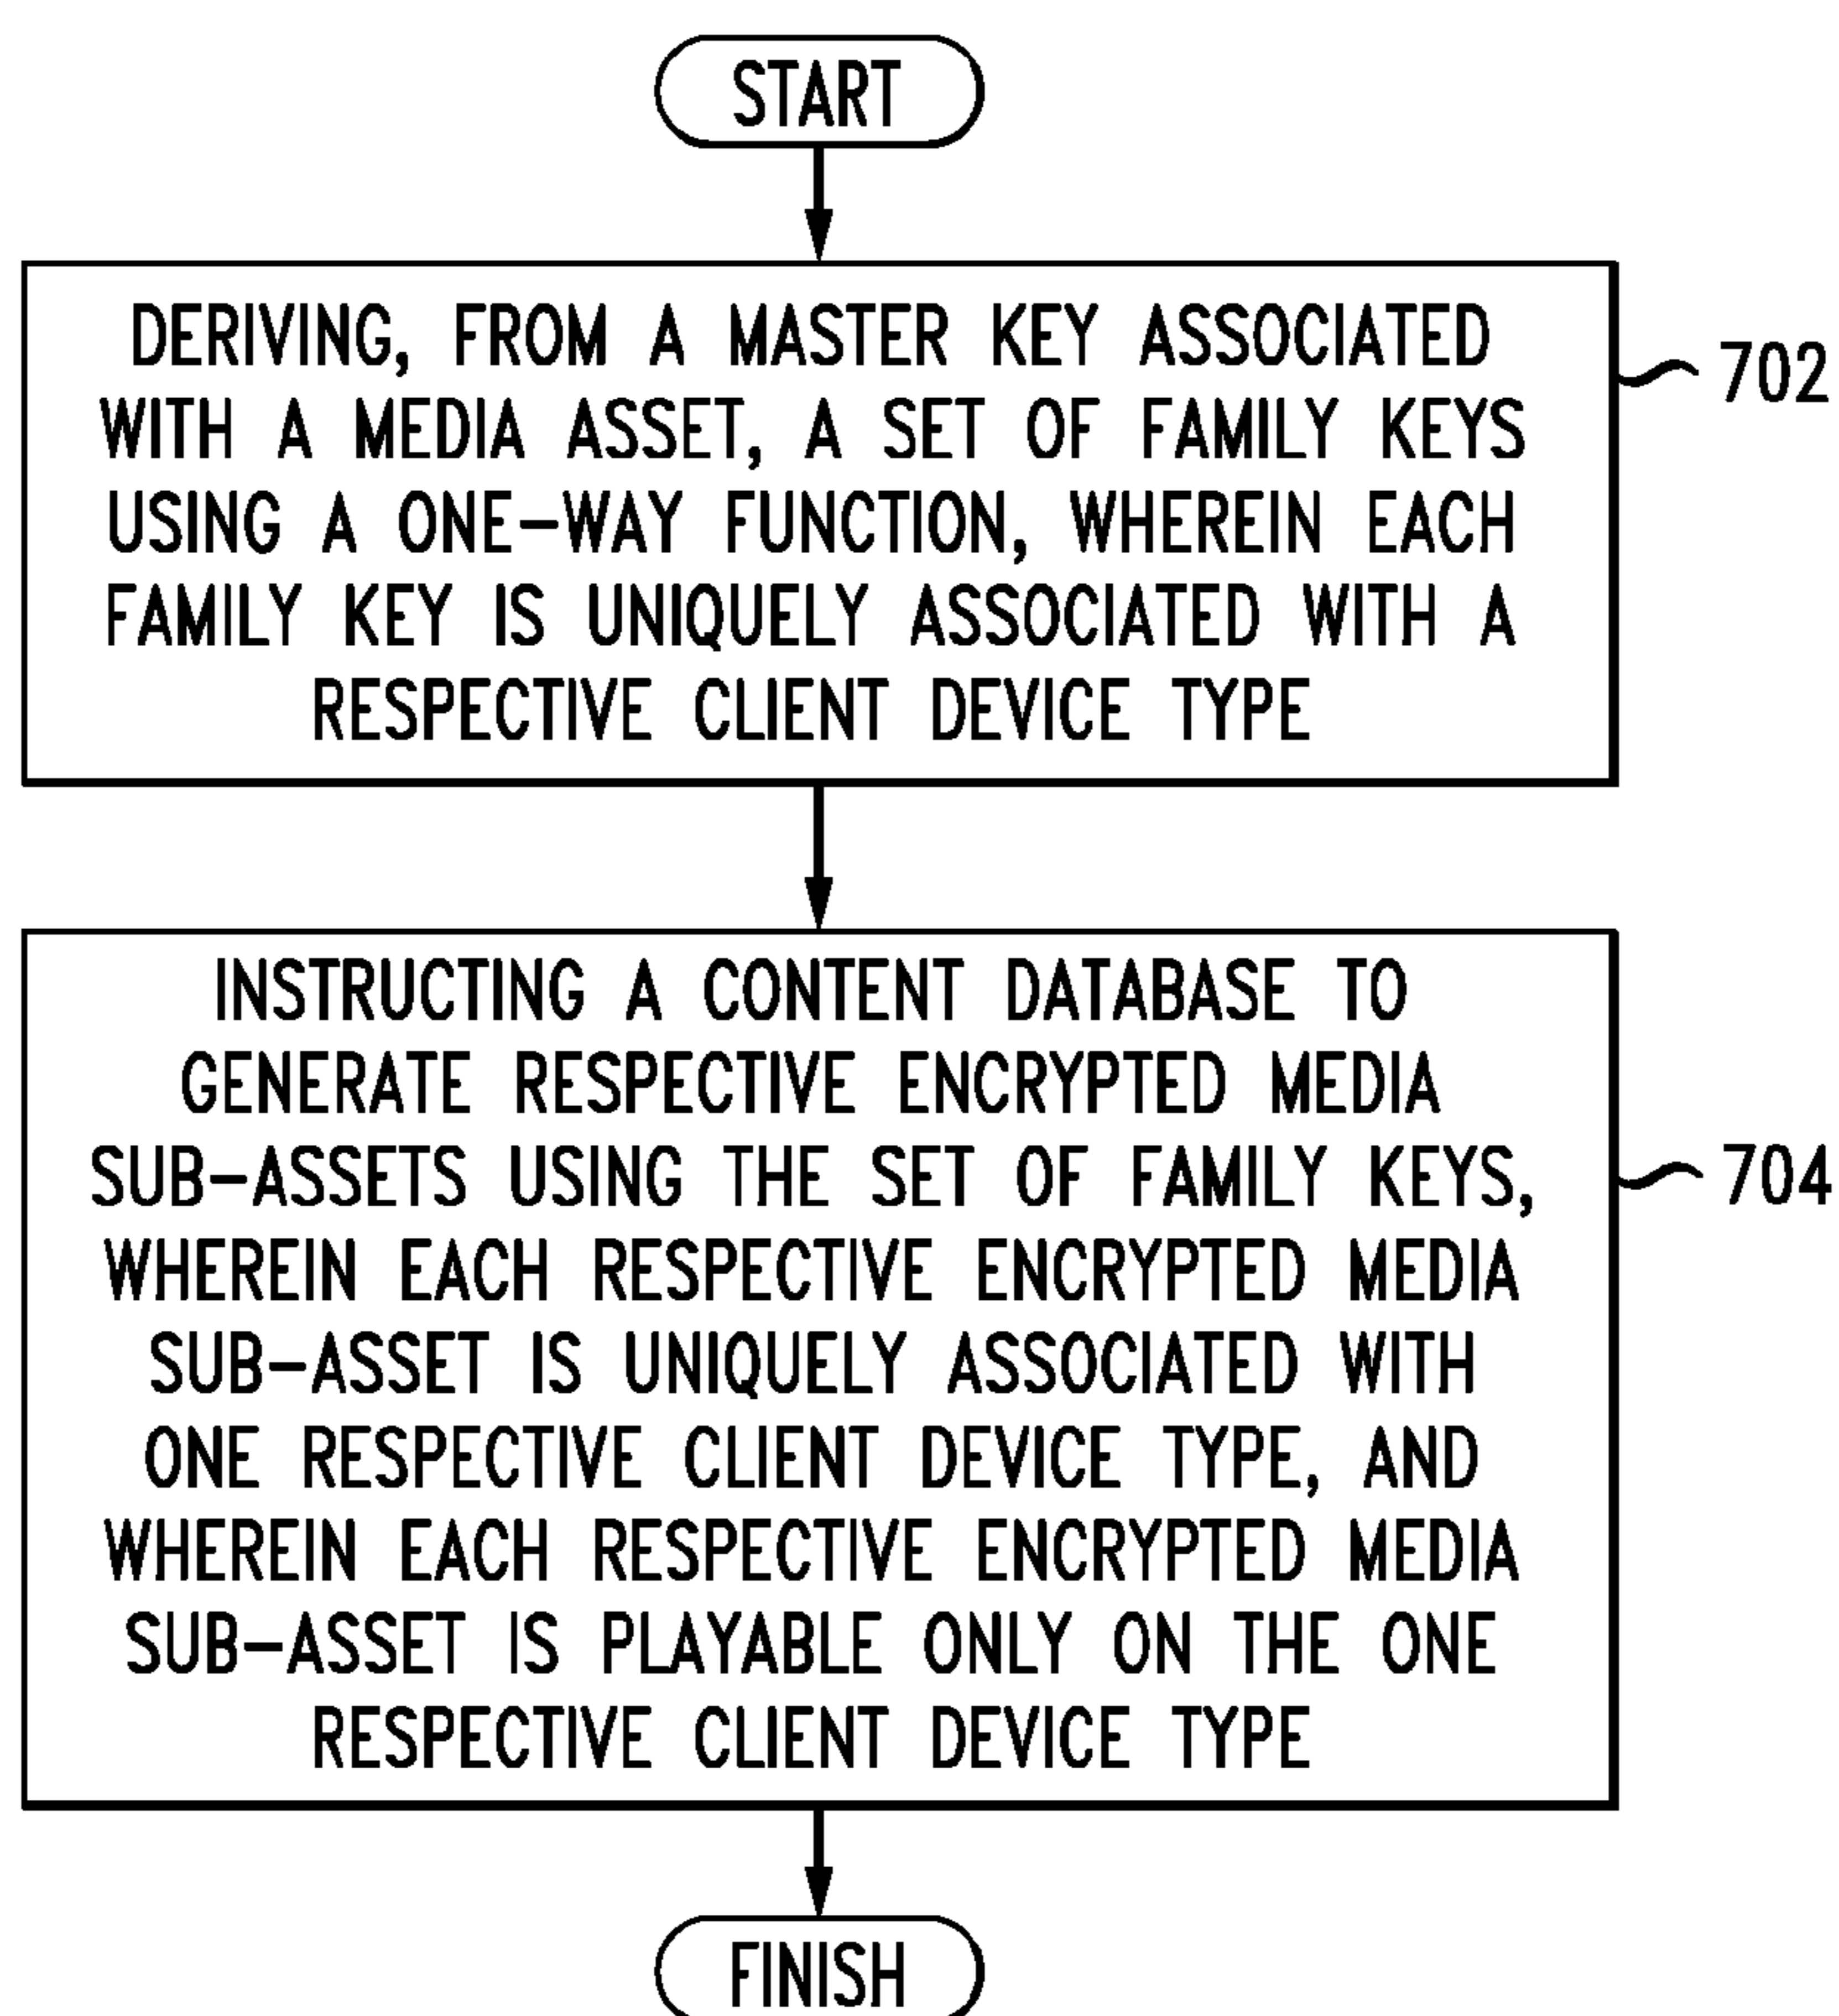 START
DERIVING, FROM A MASTER KEY ASSOCIATED
WITH A MEDIA ASSET, A SET OF FAMILY KEYS
USING A ONE-WAY FUNCTION, WHEREIN EACH
FAMILY KEY IS UNIQUELY ASSOCIATED WITH A
RESPECTIVE CLIENT DEVICE TYPE
702
INSTRUCTING A CONTENT DATABASE TO
GENERATE RESPECTIVE ENCRYPTED MEDIA
SUB-ASSETS USING THE SET OF FAMILY KEYS,
WHEREIN EACH RESPECTIVE ENCRYPTED MEDIA
SUB-ASSET IS UNIQUELY ASSOCIATED WITH
ONE RESPECTIVE CLIENT DEVICE TYPE, AND
WHEREIN EACH RESPECTIVE ENCRYPTED MEDIA
SUB-ASSET IS PLAYABLE ONLY ON THE ONE
RESPECTIVE CLIENT DEVICE TYPE
704
FINISH